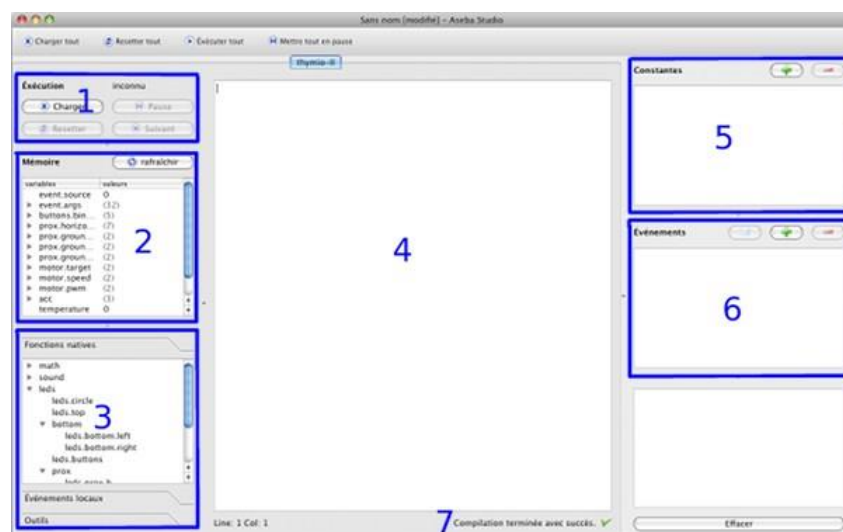 Sans nom [modifié] - Aseba Studio
Charger tout Resetter tout Exécuter tout Mettre tout en pause
thymio-II
Exécution inconnu
1
Charger Pause
Resetter Suivant
Mémoire rafraîchir
variables valeurs
event.source 0
event.args (32)
buttons.bin... (5)
prox.horizo... (7)
prox.groun... (2)
prox.groun... (2)
prox.groun... (2)
motor.target (2)
motor.speed (2)
motor.pwm (2)
acc (3)
temperature 0
2
Fonctions natives
math
sound
leds
leds.circle
leds.top
bottom
leds.bottom.left
leds.bottom.right
leds.buttons
prox
leds.prox.h
3
Événements locaux
Outils
4
Line: 1 Col: 1
7
Compilation terminée avec succès.
Constantes
5
Événements
6
Effacer